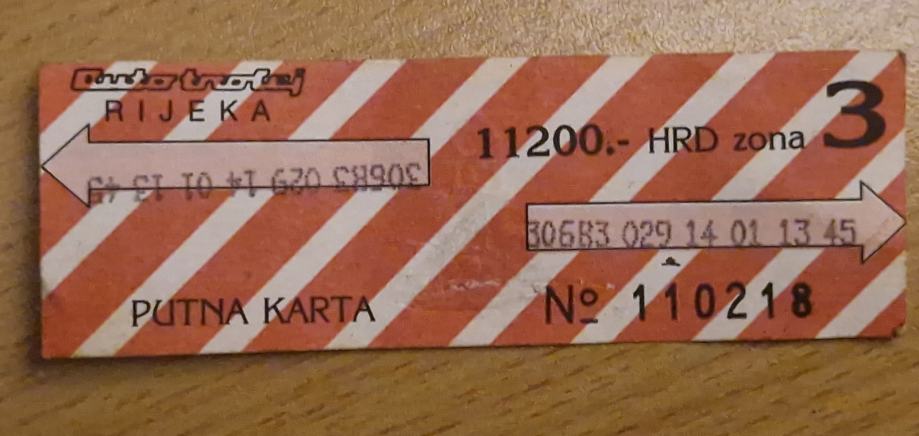 autotrolej
RIJEKA
11200.- HRD zona 3
30683 029 14 01 13 45
30683 029 14 01 13 45
PUTNA KARTA
Nº 110218